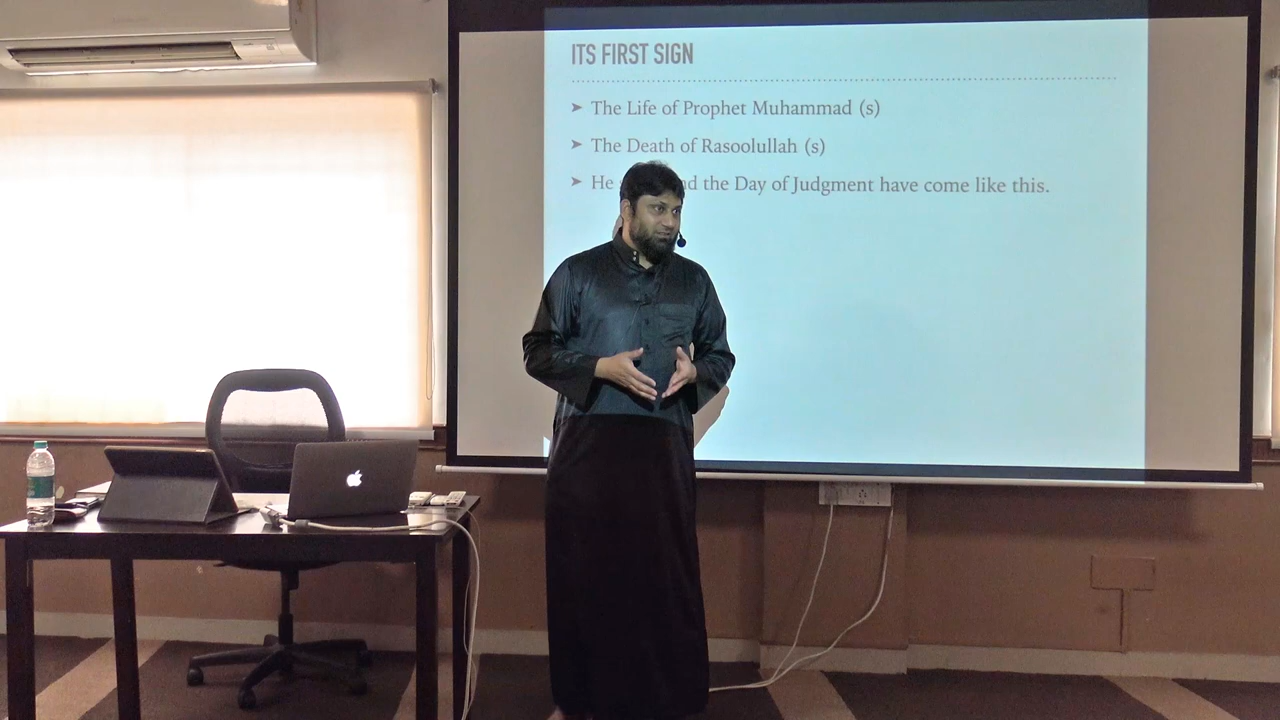 ITS FIRST SIGN
➤ The Life of Prophet Muhammad (s)
➤ The Death of Rasoolullah (s)
➤ He the Day of Judgment have come like this.